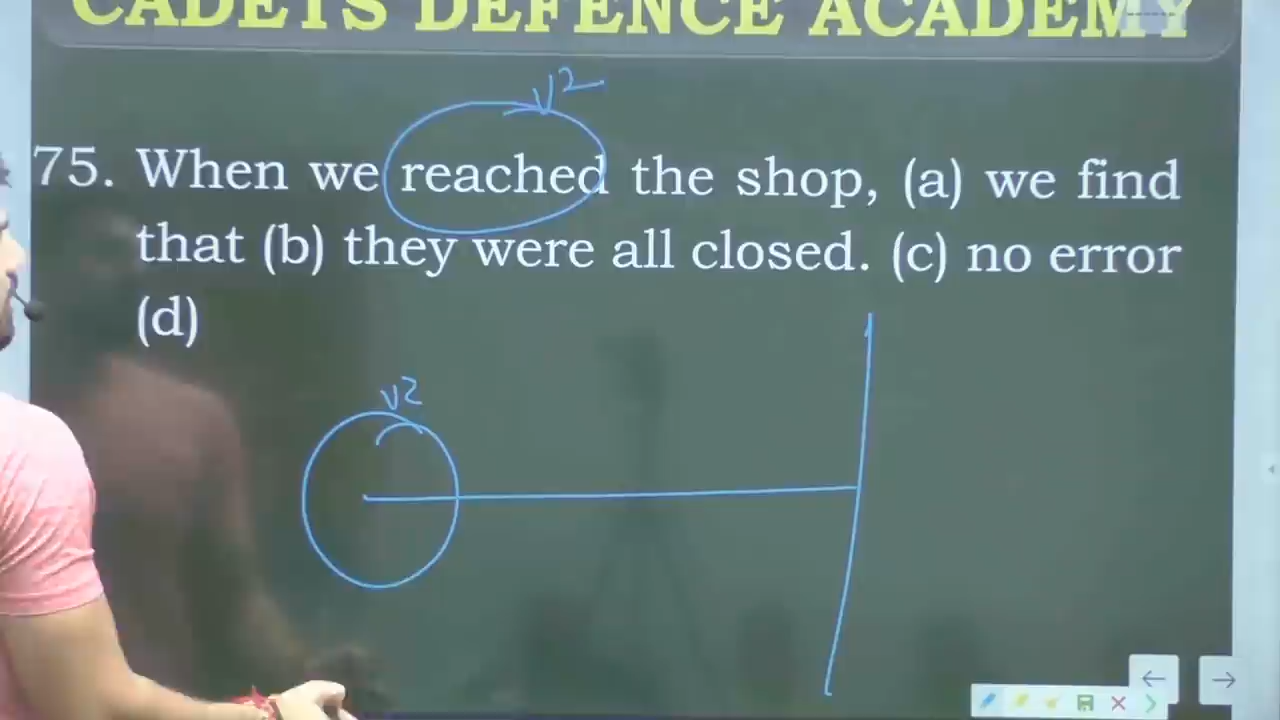 CADETS DEFENCE ACADEMY
V2
75. When we reached the shop, (a) we find
that (b) they were all closed. (c) no error
(d)
V2